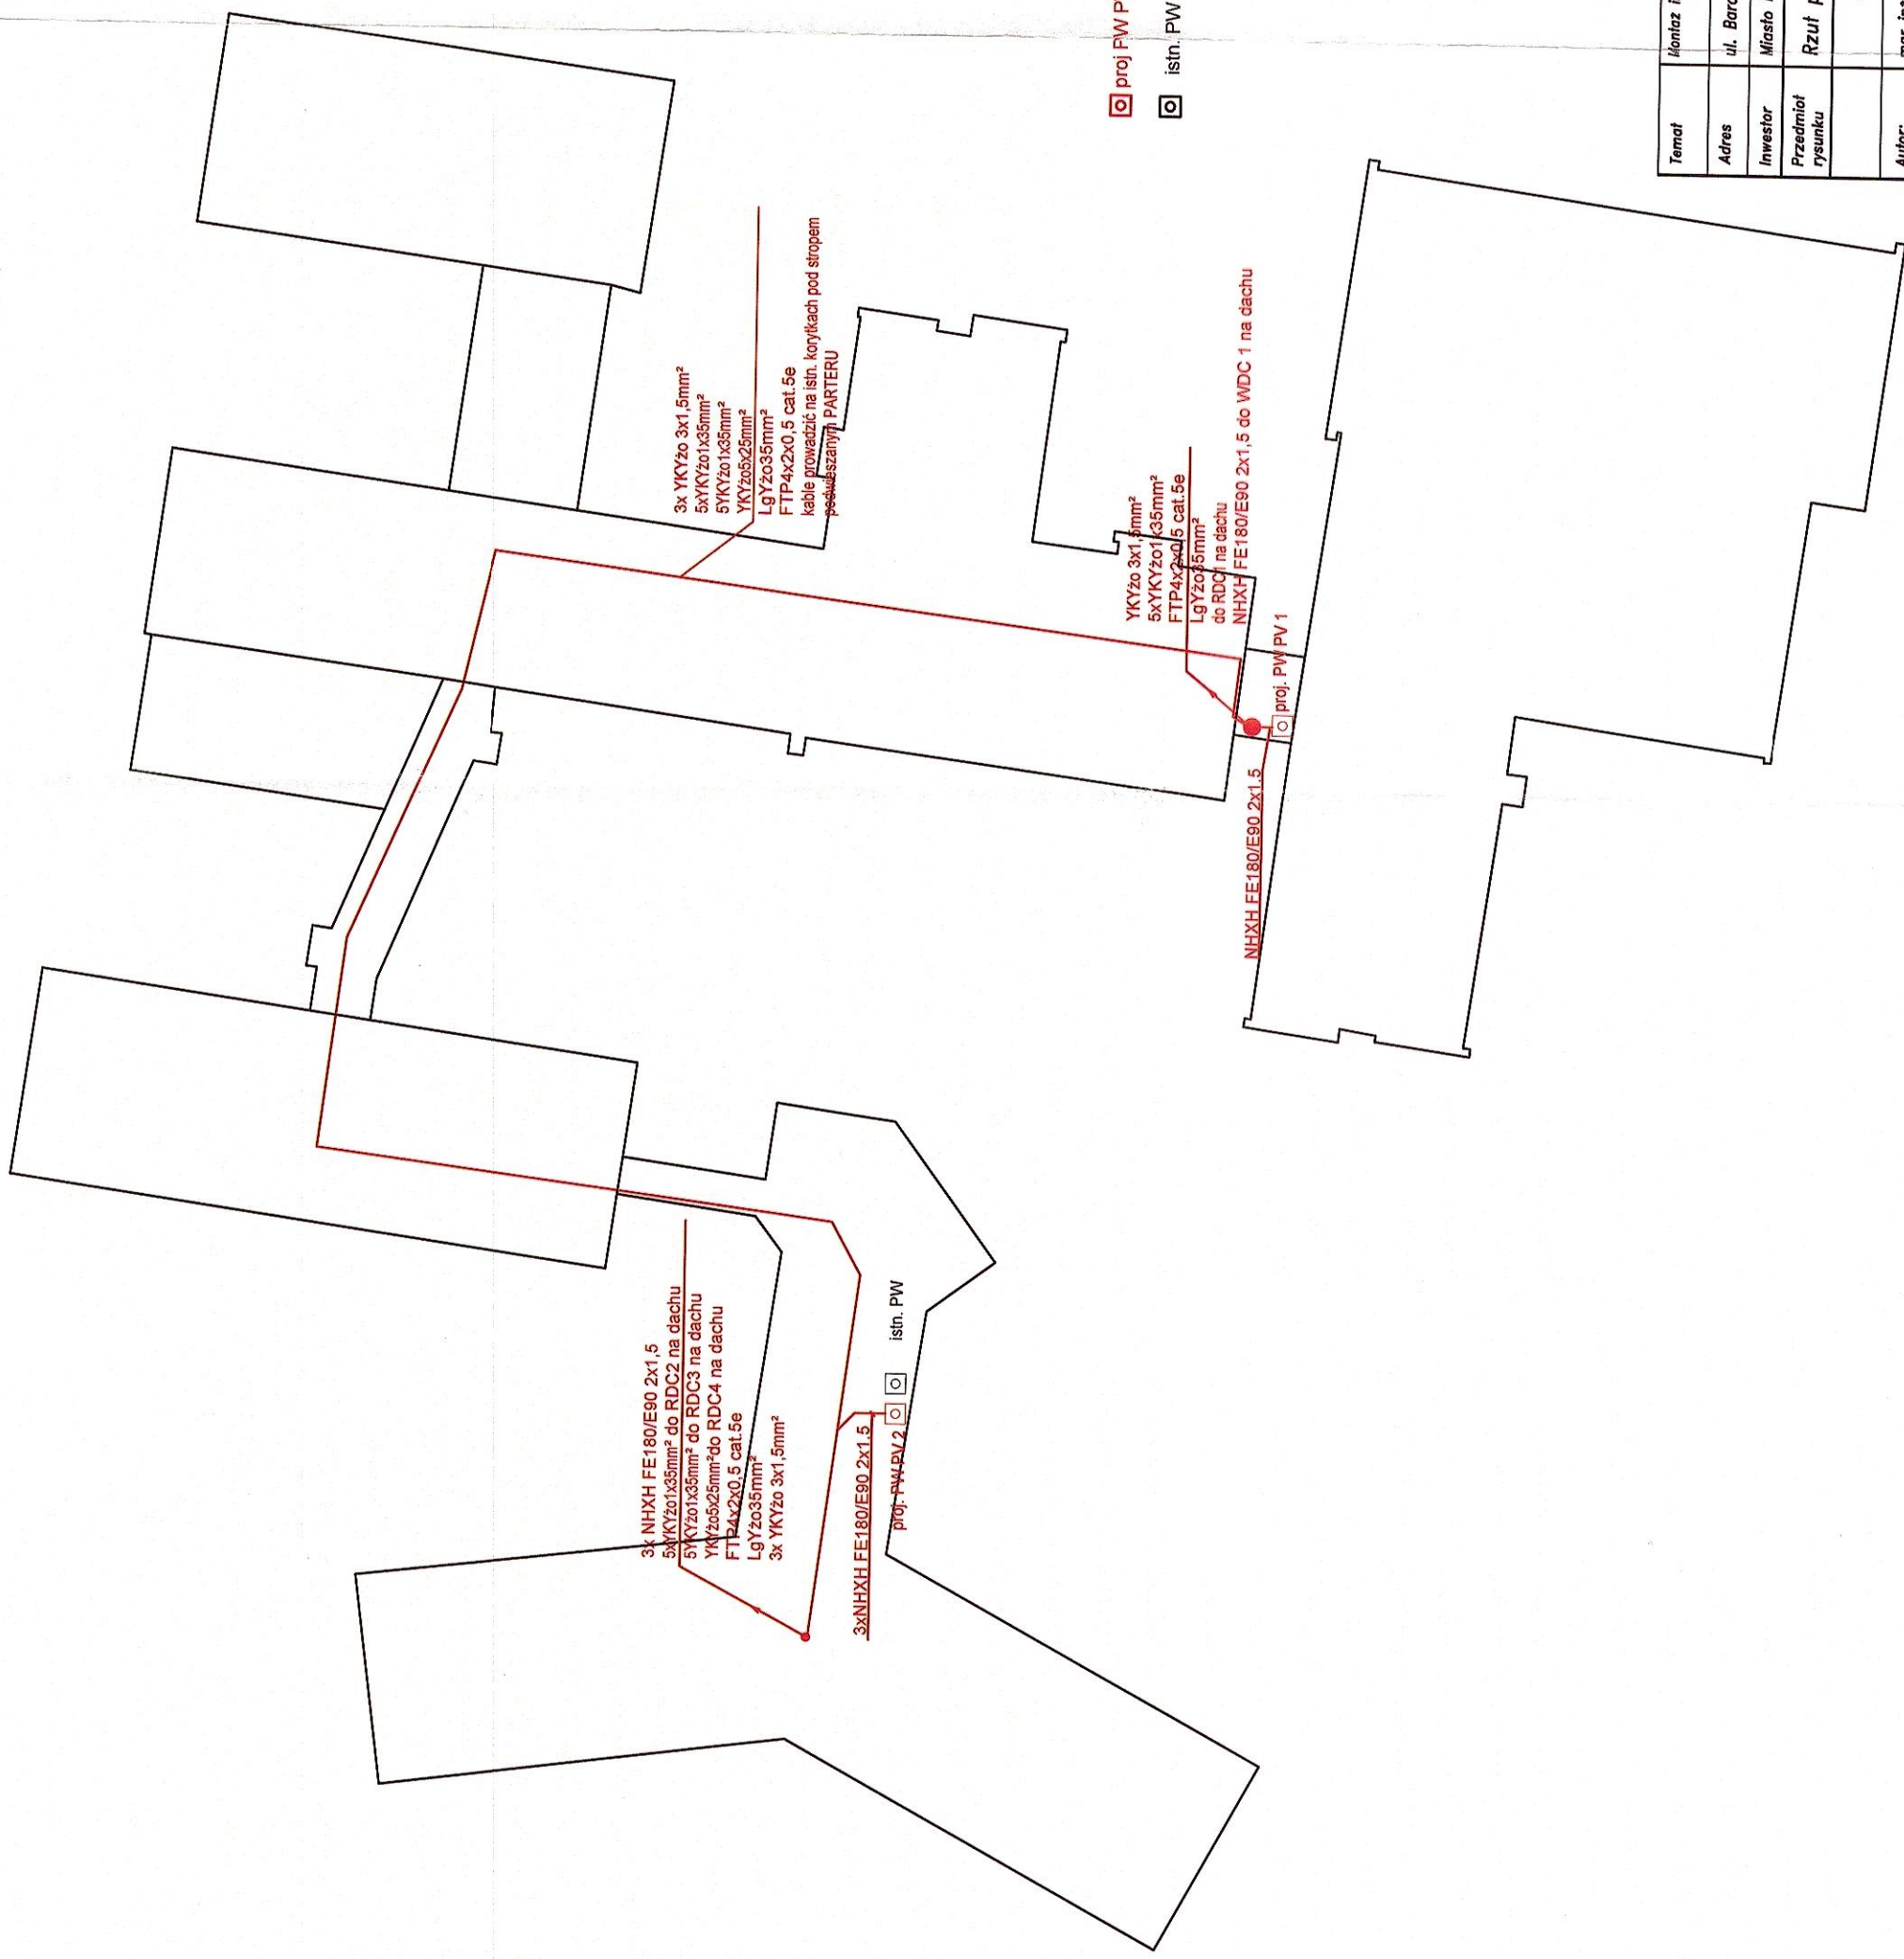 3x YKYżo 3x1,5mm²
5xYKYżo1x35mm²
5YKYżo1x35mm²
YKYżo5x25mm²
LgYżo35mm²
FTP4x2x0,5 cat.5e
kable prowadzić na istn. korytkach pod stropem
podwieszanym PARTERU
YKYżo 3x1,5mm²
5xYKYżo1x35mm²
FTP4x2x0,5 cat.5e
LgYżo35mm²
do RDC1 na dachu
NHXH FE180/E90 2x1,5 do WDC 1 na dachu
proj. PW PV 1
NHXH FE180/E90 2x1,5
3x NHXH FE180/E90 2x1,5
5xYKYżo1x35mm² do RDC2 na dachu
5YKYżo1x35mm² do RDC3 na dachu
YKYżo5x25mm²do RDC4 na dachu
FTP4x2x0,5 cat.5e
LgYżo35mm²
3x YKYżo 3x1,5mm²
3xNHXH FE180/E90 2x1,5
proj. PW PV 2
istn. PW
proj PW
istn. PW
Temat Montaż
Adres ul.
Inwestor Miasto
Przedmiot rysunku Rzut
Autor: